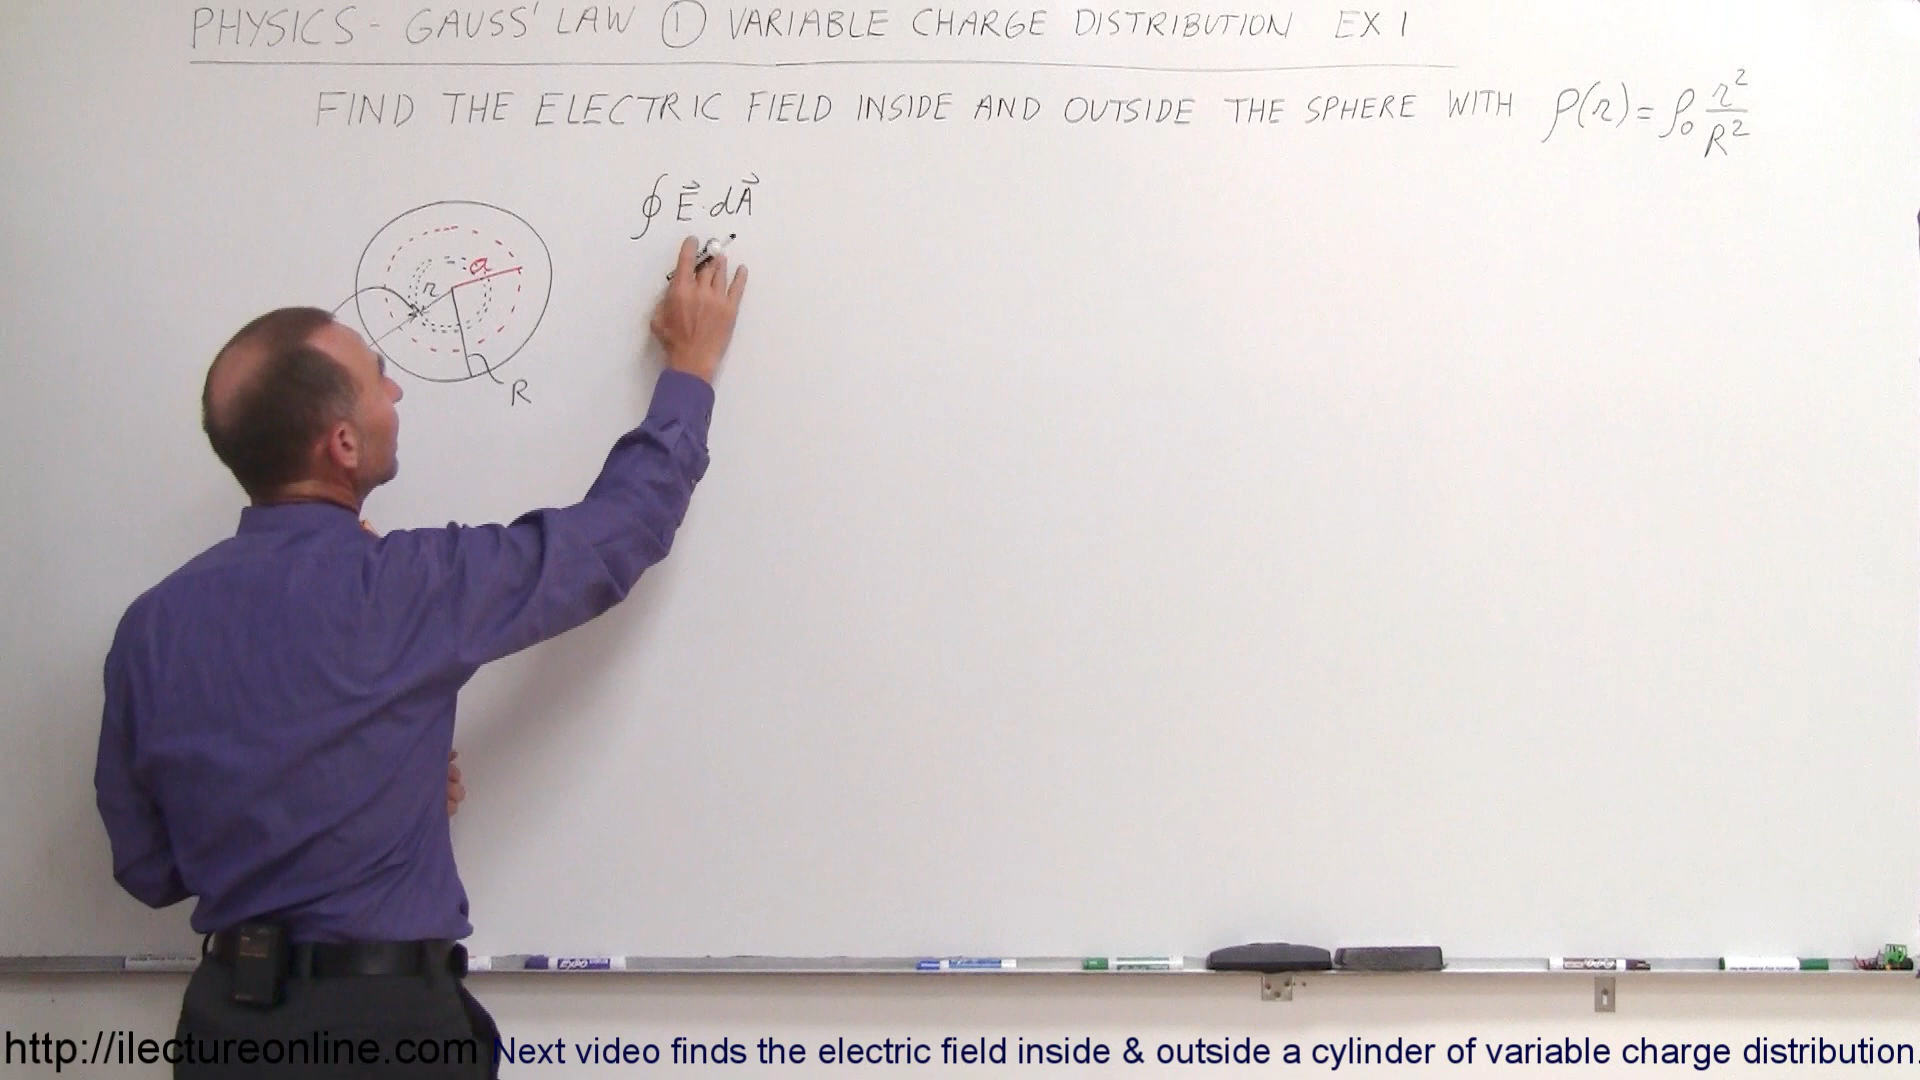 PHYSICS - GAUSS' LAW ① VARIABLE CHARGE DISTRIBUTION EX 1
FIND THE ELECTRIC FIELD INSIDE AND OUTSIDE THE SPHERE WITH ρ(r) = ρ₀ r²/R²
∮ E⃗ · dA⃗
a
r
R
EXPO
http://ilectureonline.com Next video finds the electric field inside & outside a cylinder of variable charge distribution.